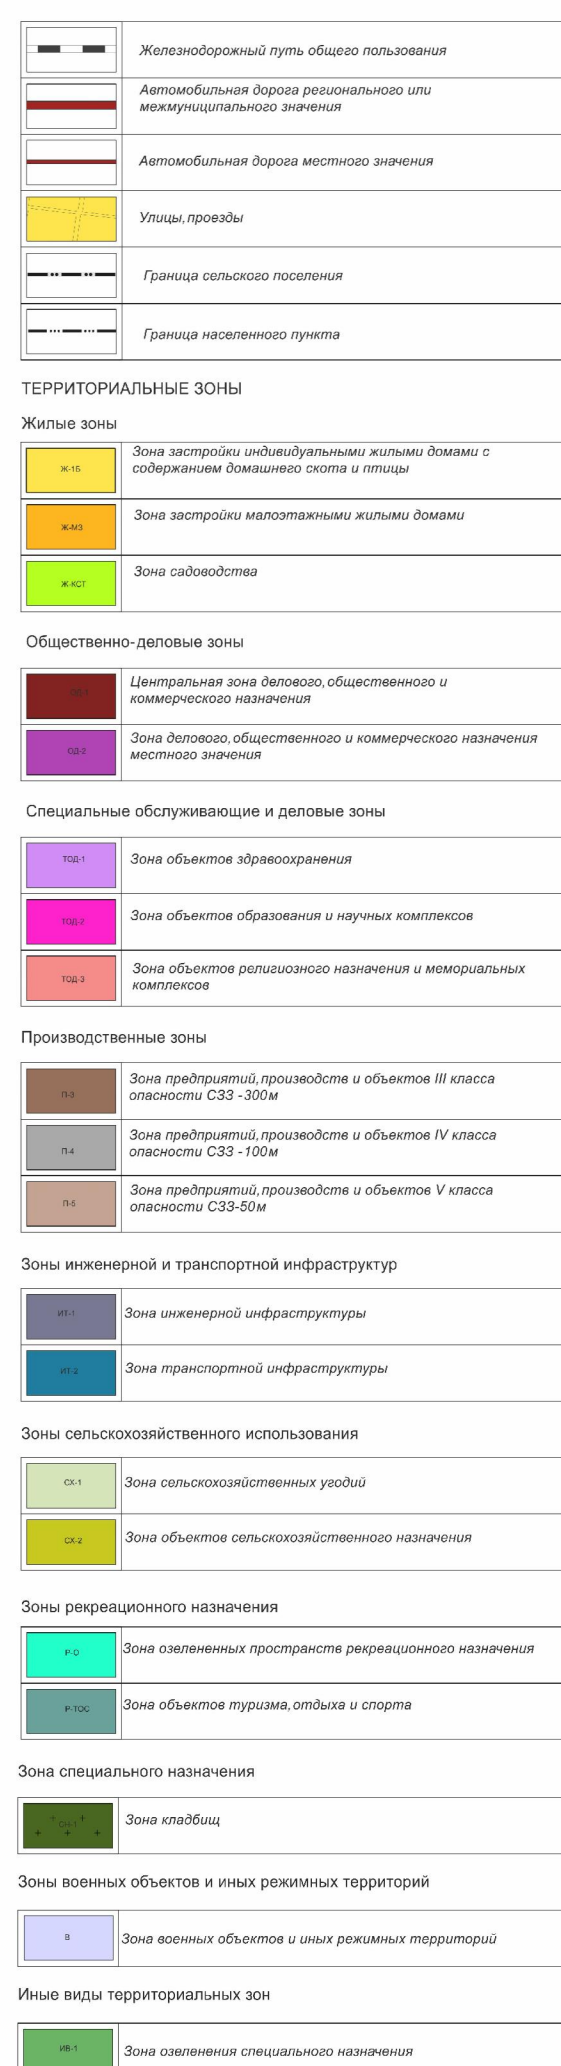 Железнодорожный путь общего пользования
Автомобильная дорога регионального или
межмуниципального значения
Автомобильная дорога местного значения
Улицы, проезды
Граница сельского поселения
Граница населенного пункта
ТЕРРИТОРИАЛЬНЫЕ ЗОНЫ
Жилые зоны
Ж-1Б
Зона застройки индивидуальными жилыми домами с
содержанием домашнего скота и птицы
Ж-МЗ
Зона застройки малоэтажными жилыми домами
Ж-КСТ
Зона садоводства
Общественно-деловые зоны
ОД-1
Центральная зона делового, общественного и
коммерческого назначения
ОД-2
Зона делового, общественного и коммерческого назначения
местного значения
Специальные обслуживающие и деловые зоны
ТОД-1
Зона объектов здравоохранения
ТОД-2
Зона объектов образования и научных комплексов
ТОД-3
Зона объектов религиозного назначения и мемориальных
комплексов
Производственные зоны
П-3
Зона предприятий, производств и объектов III класса
опасности СЗЗ -300м
П-4
Зона предприятий, производств и объектов IV класса
опасности СЗЗ -100м
П-5
Зона предприятий, производств и объектов V класса
опасности СЗЗ-50м
Зоны инженерной и транспортной инфраструктур
ИТ-1
Зона инженерной инфраструктуры
ИТ-2
Зона транспортной инфраструктуры
Зоны сельскохозяйственного использования
СХ-1
Зона сельскохозяйственных угодий
СХ-2
Зона объектов сельскохозяйственного назначения
Зоны рекреационного назначения
Р-О
Зона озелененных пространств рекреационного назначения
Р-ТОС
Зона объектов туризма, отдыха и спорта
Зона специального назначения
СН-1
Зона кладбищ
Зоны военных объектов и иных режимных территорий
В
Зона военных объектов и иных режимных территорий
Иные виды территориальных зон
ИВ-1
Зона озеленения специального назначения